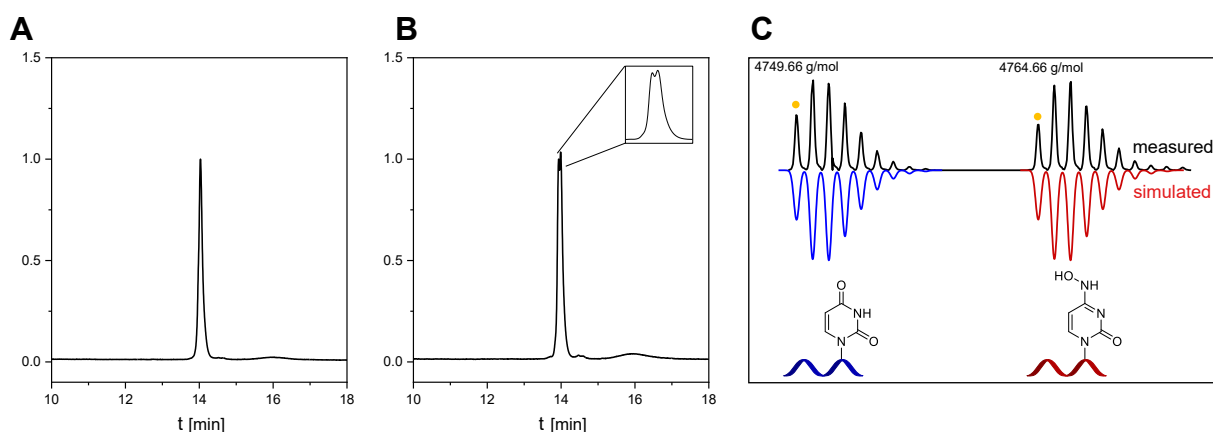 A
1.5
1.0
0.5
0.0
10 12 14 16 18
t [min]
B
1.5
1.0
0.5
0.0
10 12 14 16 18
t [min]
C
4749.66 g/mol
4764.66 g/mol
measured
simulated
O
NH
N
O
HO
NH
N
N
O